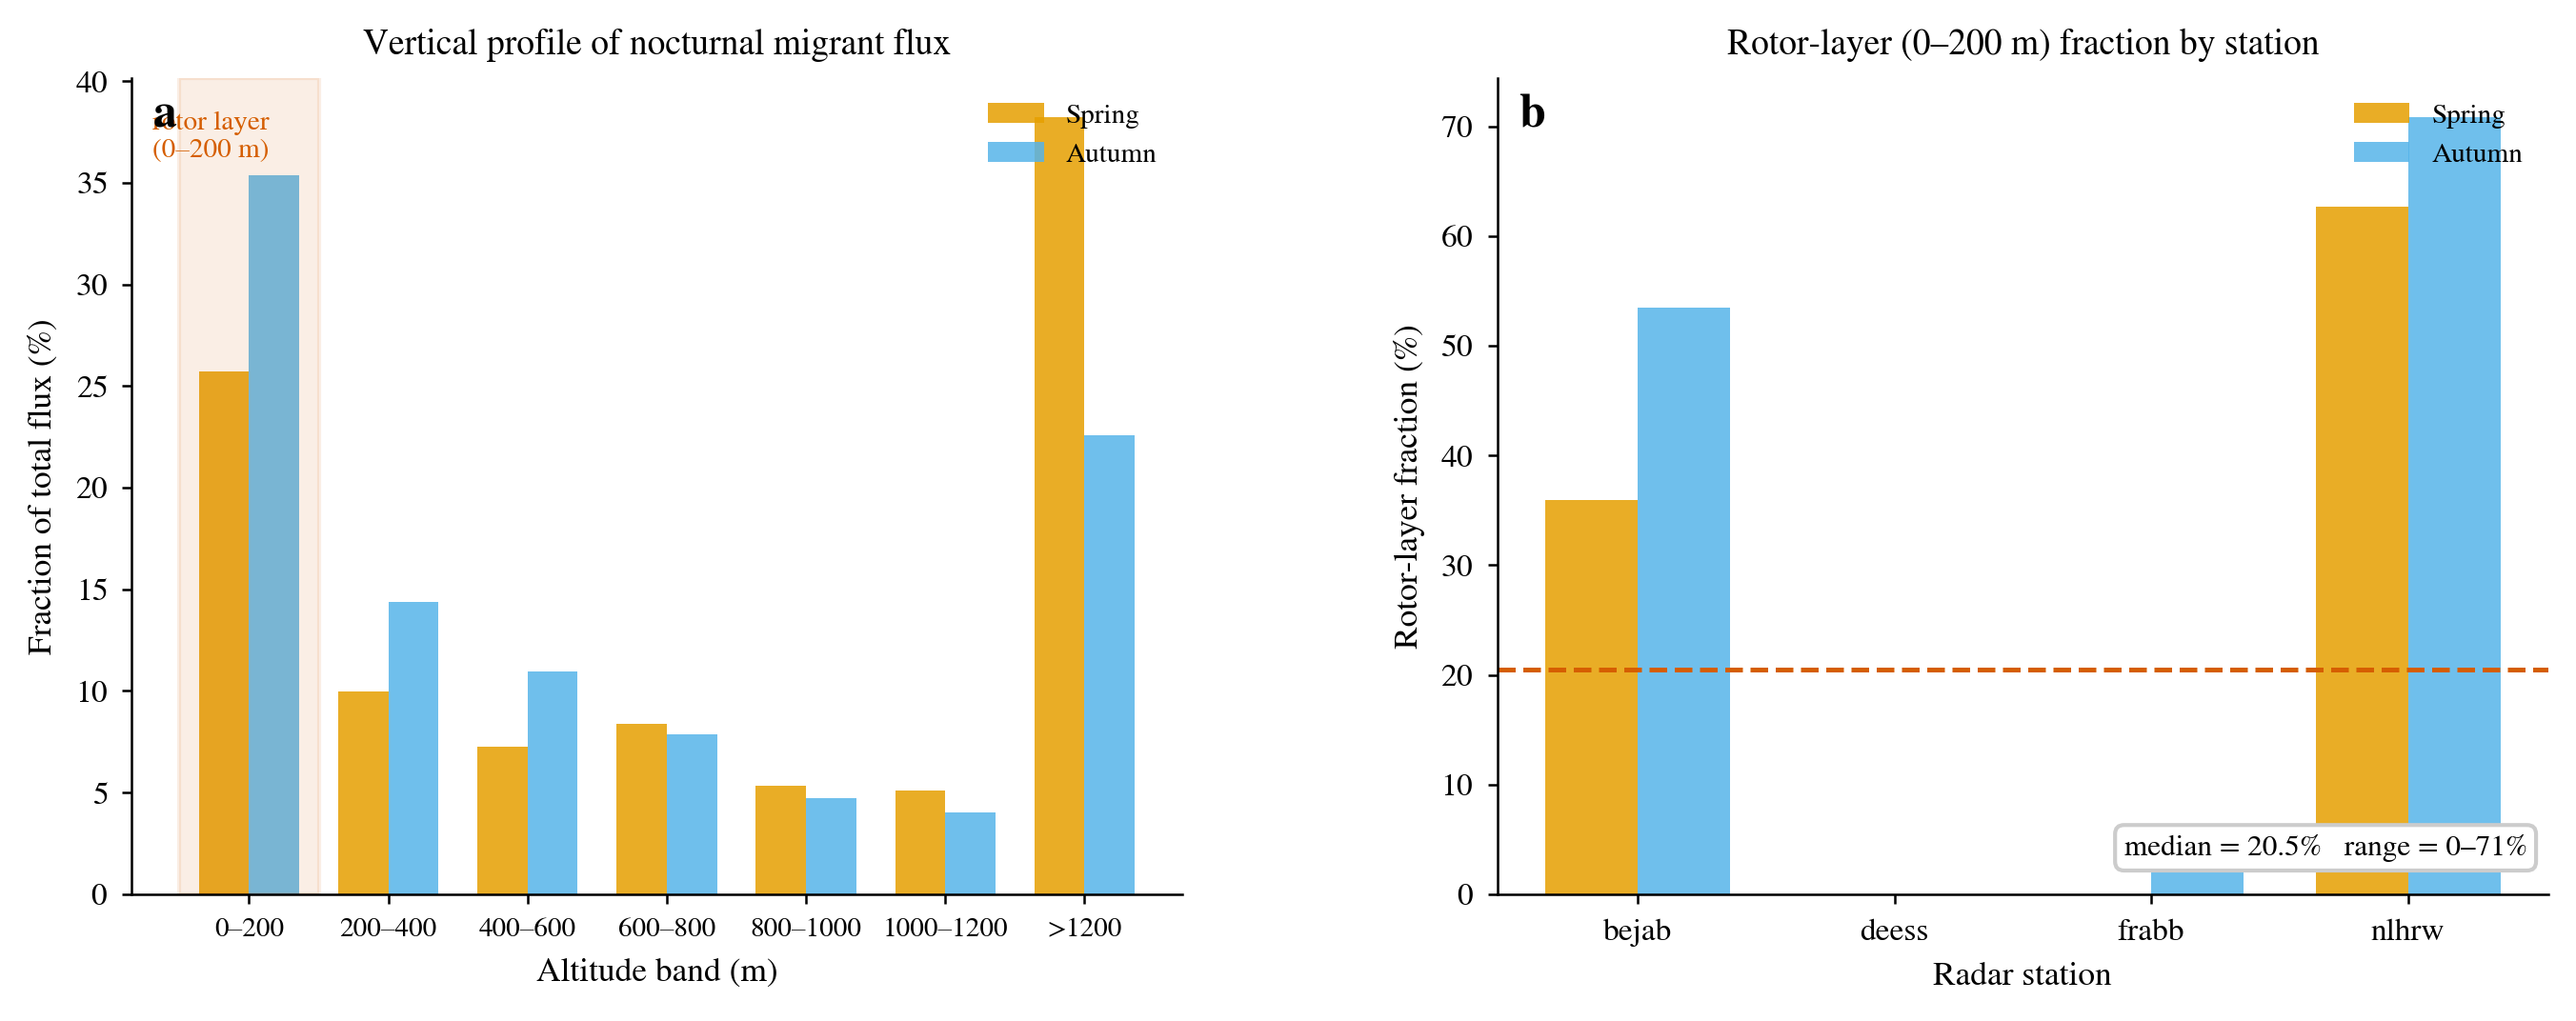 Vertical profile of nocturnal migrant flux
a
rotor layer
(0–200 m)
Spring
Autumn
Fraction of total flux (%)
40
35
30
25
20
15
10
5
0
0–200
200–400
400–600
600–800
800–1000
1000–1200
>1200
Altitude band (m)
Rotor-layer (0–200 m) fraction by station
b
Spring
Autumn
Rotor-layer fraction (%)
70
60
50
40
30
20
10
0
median = 20.5%   range = 0–71%
bejab
deess
frabb
nlhrw
Radar station